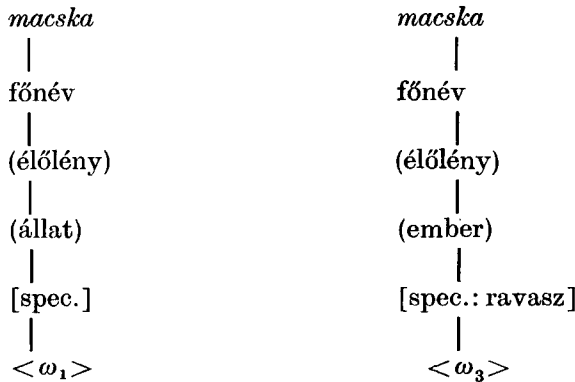 macska macska
főnév főnév
(élőlény) (élőlény)
(állat) (ember)
[spec.] [spec.: ravasz]
<ω₁> <ω₃>